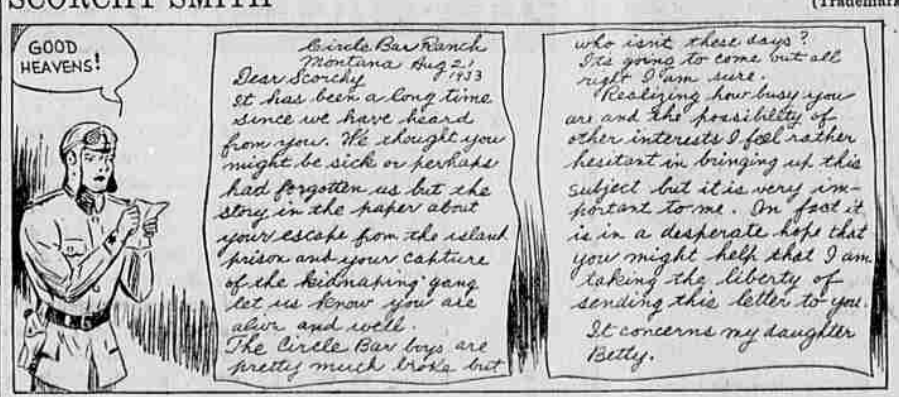 SCORCHY SMITH
(Trademark
GOOD
HEAVENS!
Circle Bar Ranch
Montana Aug 21
1933
Dear Scorchy
It has been a long time
since we have heard
from you. We thought you
might be sick or perhaps
had forgotten us but the
story in the paper about
your escape from the island
prison and your capture
of the kidnaping gang
let us know you are
alive and well.
The Circle Bar boys are
pretty much broke but
who isn't these days?
Its going to come out all
right I am sure.
Realizing how busy you
are and the possibility of
other interests I feel rather
hesitant in bringing up this
subject but it is very im-
portant to me. In fact it
is in a desperate hope that
you might help that I am
taking the liberty of
sending this letter to you.
It concerns my daughter
Betty.